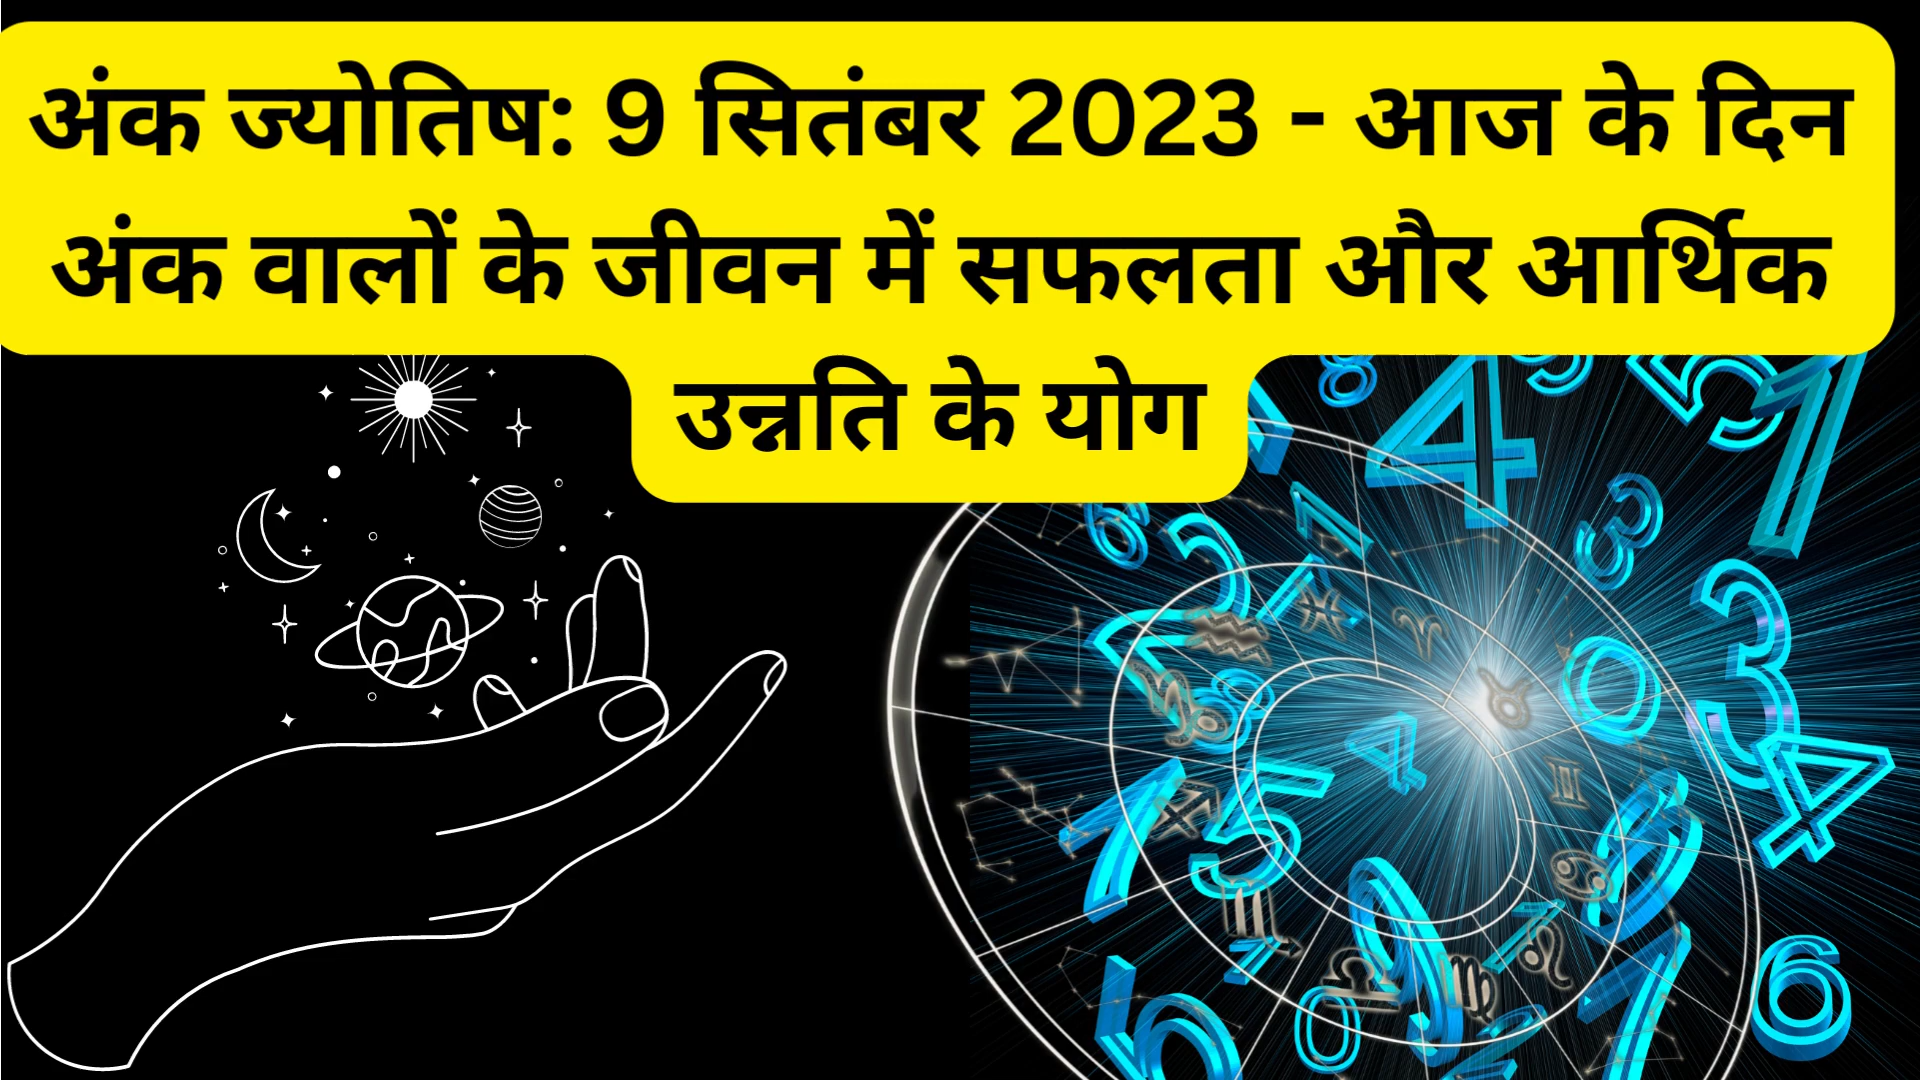 अंक ज्योतिष: 9 सितंबर 2023 - आज के दिन
अंक वालों के जीवन में सफलता और आर्थिक
उन्नति के योग